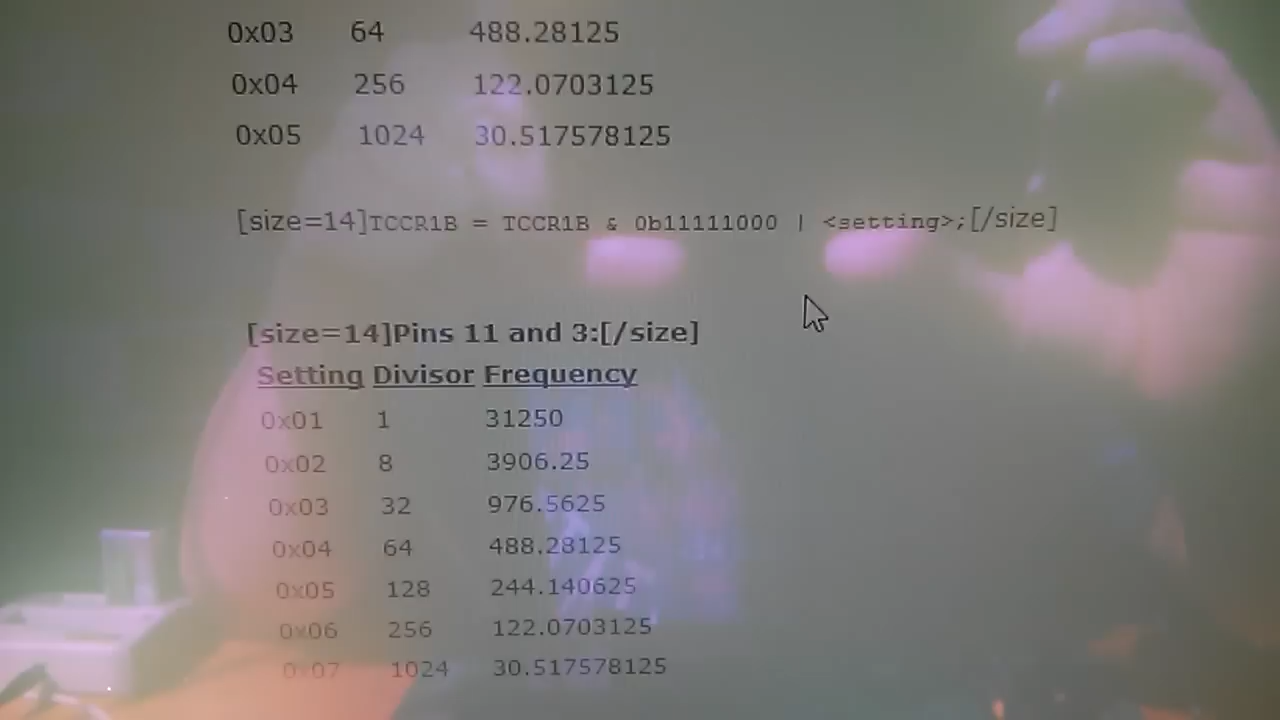 0x03 64 488.28125
0x04 256 122.0703125
0x05 1024 30.517578125
[size=14]TCCR1B = TCCR1B & 0b11111000 | <setting>;[/size]
[size=14]Pins 11 and 3:[/size]
Setting Divisor Frequency
0x01 1 31250
0x02 8 3906.25
0x03 32 976.5625
0x04 64 488.28125
0x05 128 244.140625
0x06 256 122.0703125
0x07 1024 30.517578125